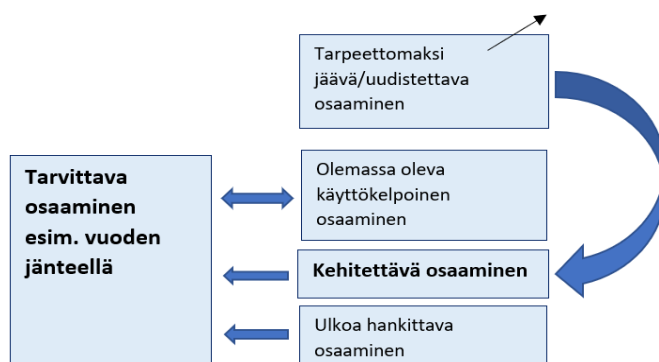 Tarpeettomaksi
jäävä/uudistettava
osaaminen
Tarvittava
osaaminen
esim. vuoden
jänteellä
Olemassa oleva
käyttökelpoinen
osaaminen
Kehitettävä osaaminen
Ulkoa hankittava
osaaminen